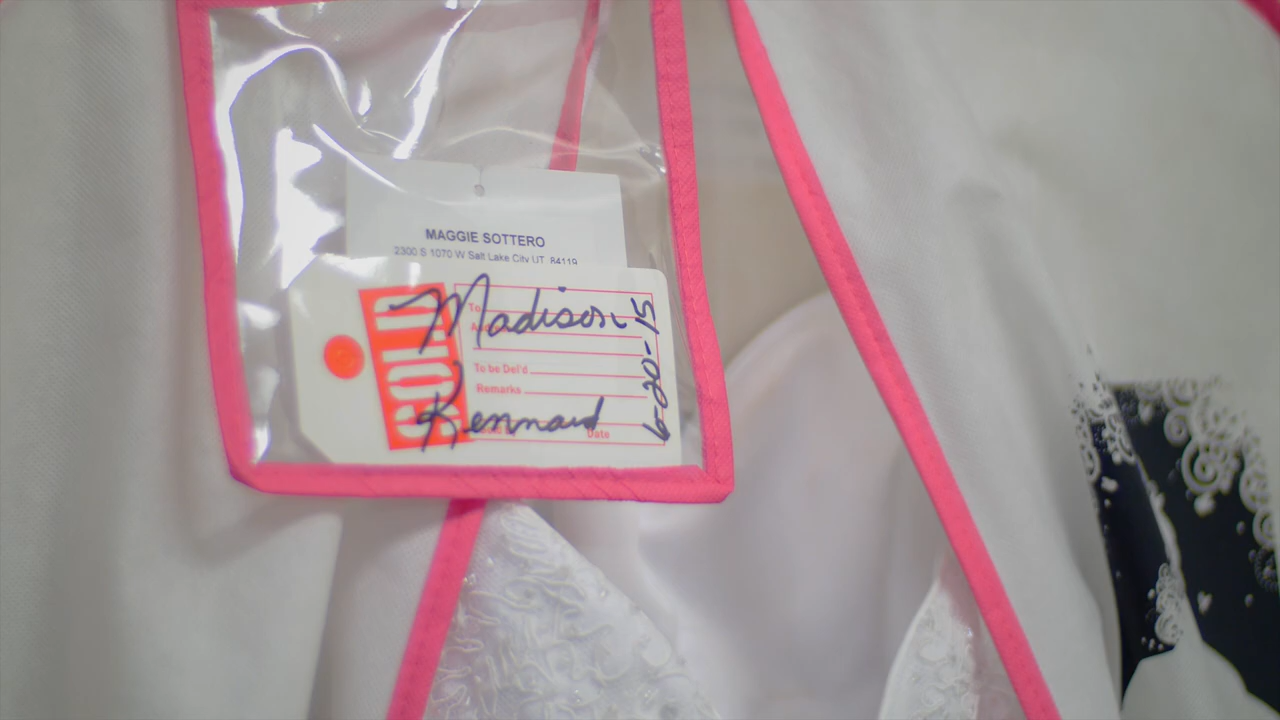 MAGGIE SOTTERO
2300 S 1070 W Salt Lake City UT 84119
SOLD
To
Madison
To be Del'd
Remarks
Kennard
Date
6-20-15